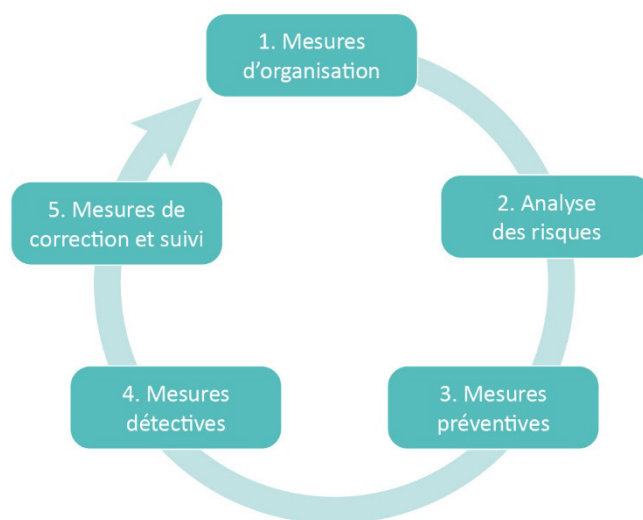 1. Mesures
d’organisation
2. Analyse
des risques
3. Mesures
préventives
4. Mesures
détectives
5. Mesures de
correction et suivi